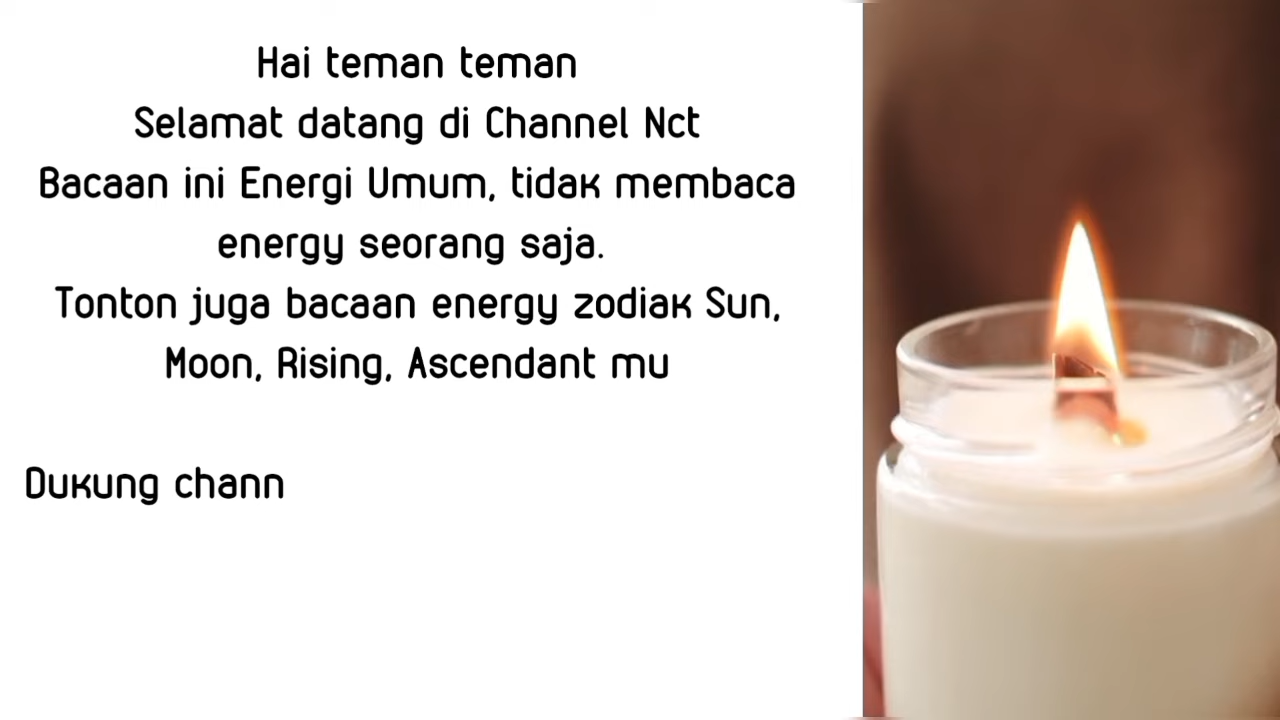 Hai teman teman
Selamat datang di Channel Nct
Bacaan ini Energi Umum, tidak membaca
energy seorang saja.
Tonton juga bacaan energy zodiak Sun,
Moon, Rising, Ascendant mu
Dukung chann